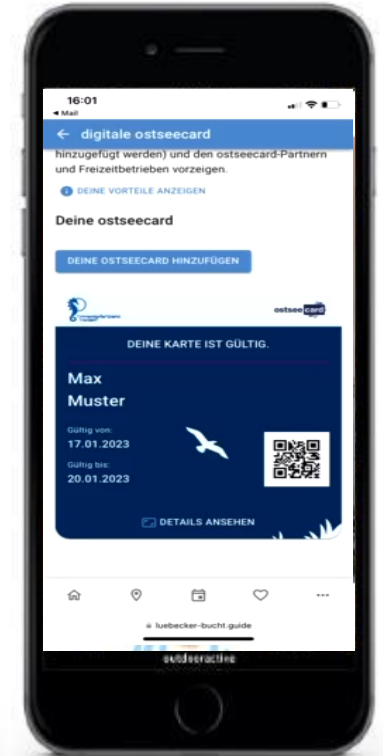 16:01
◀ Mail
← digitale ostseecard
hinzugefügt werden) und den ostseecard-Partnern
und Freizeitbetrieben vorzeigen.
DEINE VORTEILE ANZEIGEN
Deine ostseecard
DEINE OSTSEECARD HINZUFÜGEN
ostsee card
DEINE KARTE IST GÜLTIG.
Max
Muster
Gültig von:
17.01.2023
Gültig bis:
20.01.2023
DETAILS ANSEHEN
luebecker-bucht.guide
outdooractive